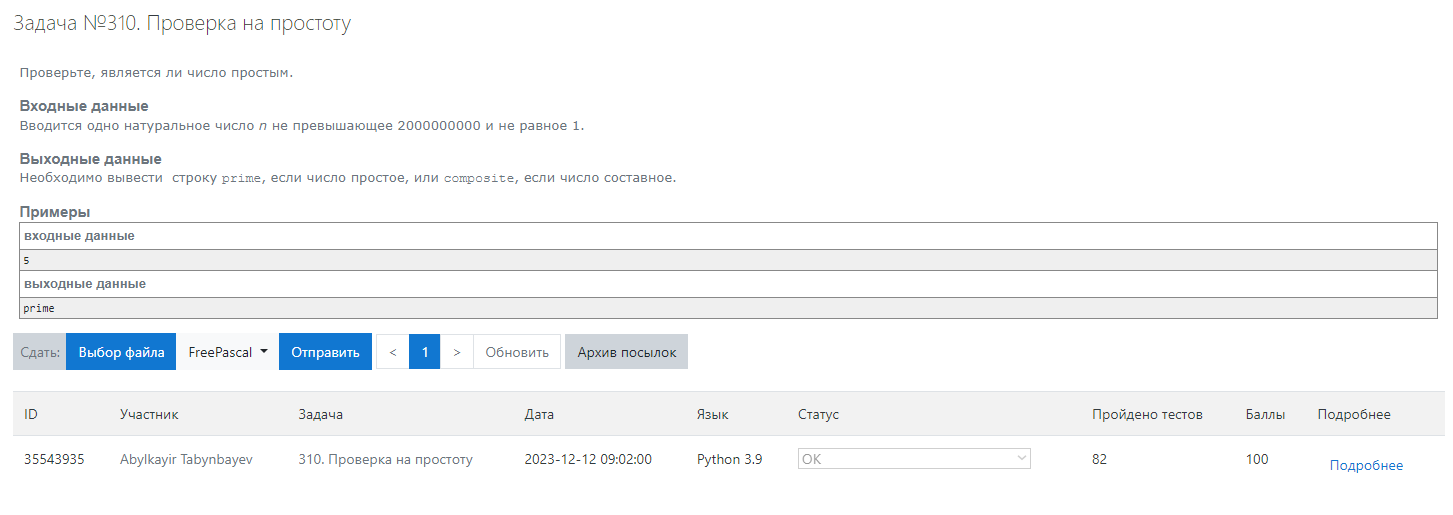 Задача №310. Проверка на простоту
Проверьте, является ли число простым.
Входные данные
Вводится одно натуральное число n не превышающее 2000000000 и не равное 1.
Выходные данные
Необходимо вывести строку prime, если число простое, или composite, если число составное.
Примеры
входные данные
5
выходные данные
prime
Сдать: Выбор файла FreePascal Отправить < 1 > Обновить Архив посылок
ID Участник Задача Дата Язык Статус Пройдено тестов Баллы Подробнее
35543935 Abylkayir Tabynbayev 310. Проверка на простоту 2023-12-12 09:02:00 Python 3.9 OK 82 100 Подробнее